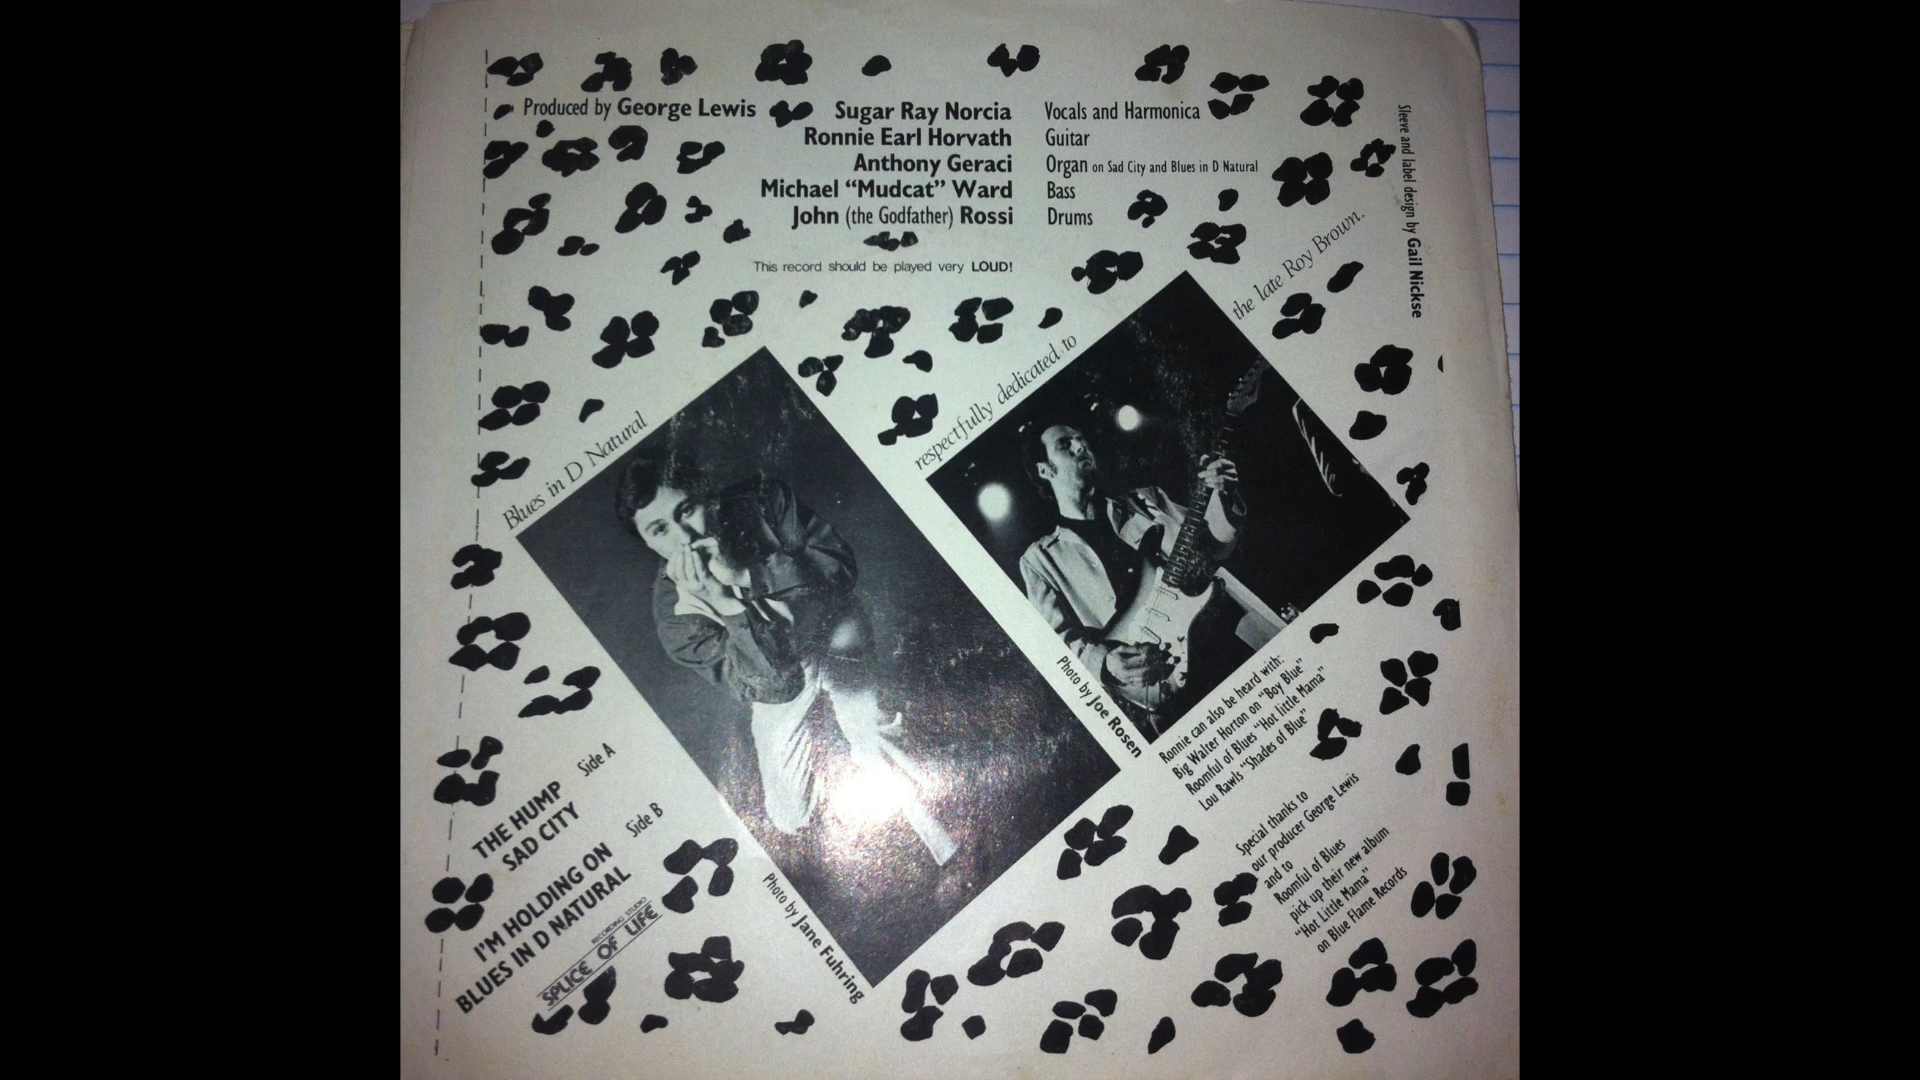 Produced by George Lewis
Sugar Ray Norcia Vocals and Harmonica
Ronnie Earl Horvath Guitar
Anthony Geraci Organ on Sad City and Blues in D Natural
Michael “Mudcat” Ward Bass
John (the Godfather) Rossi Drums
This record should be played very LOUD!
Sleeve and label design by Gail Nickse
Blues in D Natural
respectfully dedicated to
the late Roy Brown.
Photo by Joe Rosen
Ronnie can also be heard with:
Big Walter Horton on “Boy Blue”
Roomful of Blues “Hot little Mama”
Lou Rawls “Shades of Blue”
Special thanks to
our producer George Lewis
and to
Roomful of Blues
pick up their new album
“Hot Little Mama”
on Blue Flame Records
Photo by Jane Fuhring
Side A
THE HUMP
SAD CITY
Side B
I'M HOLDING ON
BLUES IN D NATURAL
RECORDING STUDIO
SPLICE OF LIFE